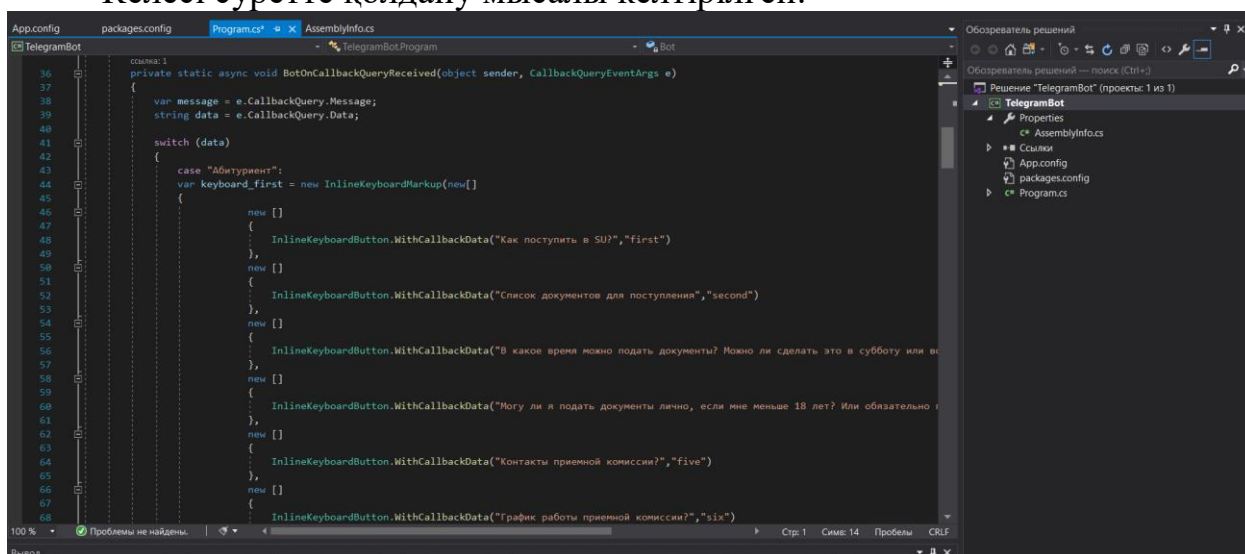 Келесі суретте қолдану мысалы келтірілген.
App.config packages.config Program.cs* AssemblyInfo.cs
TelegramBot TelegramBot.Program Bot
ссылка: 1
36 private static async void BotOnCallbackQueryReceived(object sender, CallbackQueryEventArgs e)
37 {
38 var message = e.CallbackQuery.Message;
39 string data = e.CallbackQuery.Data;
40
41 switch (data)
42 {
43 case "Абитуриент":
44 var keyboard_first = new InlineKeyboardMarkup(new[]
45 {
46 new []
47 {
48 InlineKeyboardButton.WithCallbackData("Как поступить в SU?","first")
49 },
50 new []
51 {
52 InlineKeyboardButton.WithCallbackData("Список документов для поступления","second")
53 },
54 new []
55 {
56 InlineKeyboardButton.WithCallbackData("В какое время можно подать документы? Можно ли сделать это в субботу или
57 },
58 new []
59 {
60 InlineKeyboardButton.WithCallbackData("Могу ли я подать документы лично, если мне меньше 18 лет? Или обязательно
61 },
62 new []
63 {
64 InlineKeyboardButton.WithCallbackData("Контакты приемной комиссии?","five")
65 },
66 new []
67 {
68 InlineKeyboardButton.WithCallbackData("График работы приемной комиссии?","six")
100 % Проблемы не найдены. Стр: 1 Симв: 14 Пробелы CRLF
Вывод
Обозреватель решений
Обозреватель решений — поиск (Ctrl+;)
Решение "TelegramBot" (проекты: 1 из 1)
TelegramBot
Properties
C# AssemblyInfo.cs
Ссылки
App.config
packages.config
C# Program.cs